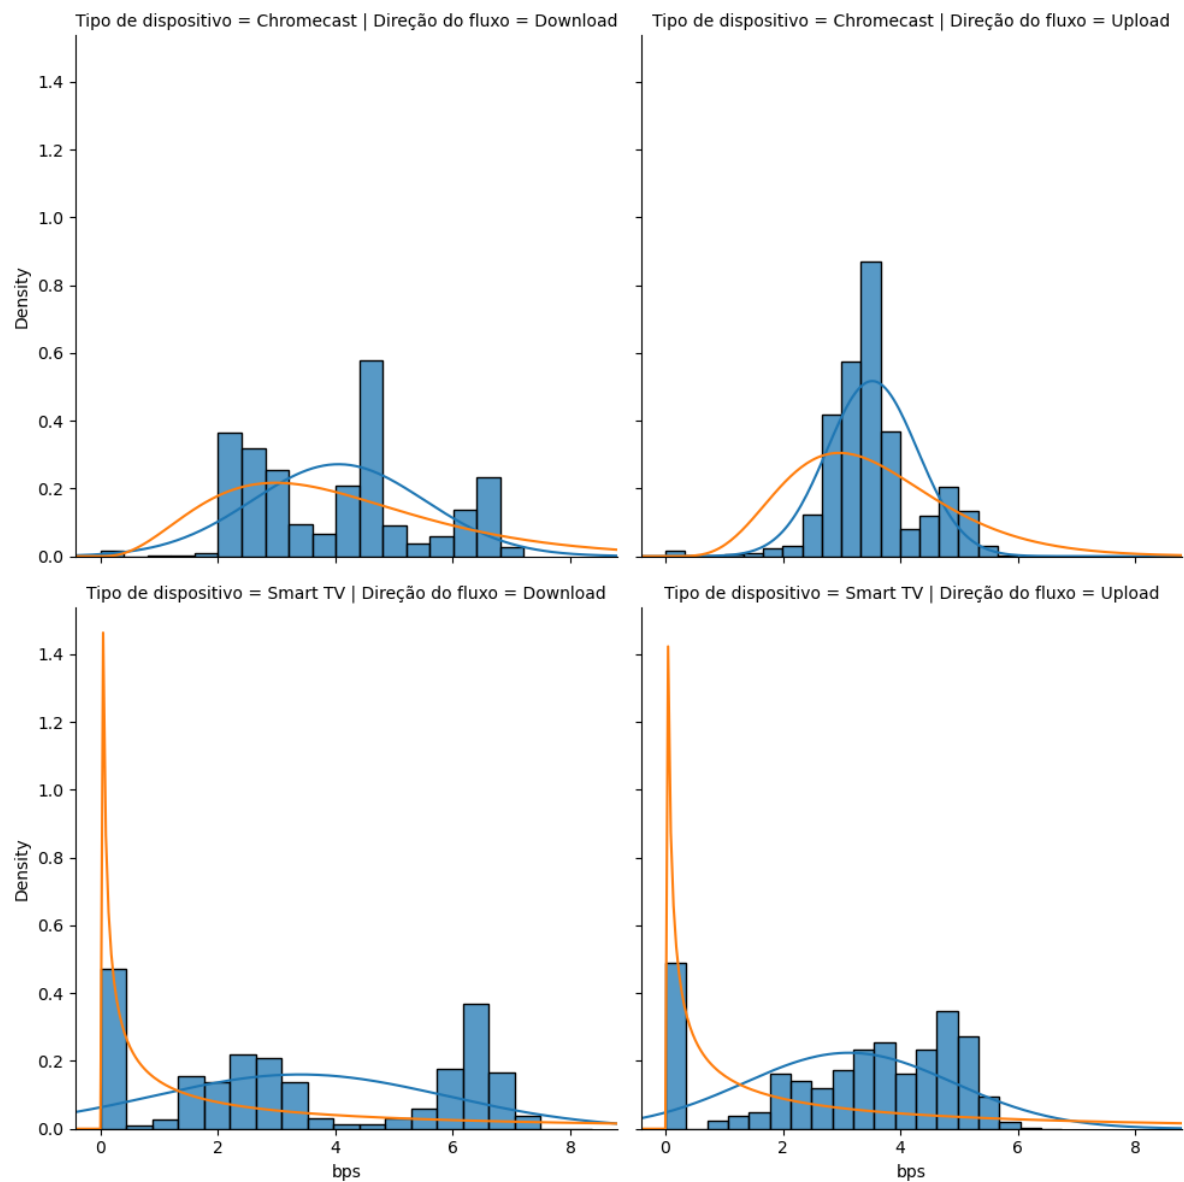 Tipo de dispositivo = Chromecast | Direção do fluxo = Download
Tipo de dispositivo = Chromecast | Direção do fluxo = Upload
1.4
1.2
1.0
0.8
0.6
0.4
0.2
0.0
Density
Tipo de dispositivo = Smart TV | Direção do fluxo = Download
Tipo de dispositivo = Smart TV | Direção do fluxo = Upload
1.4
1.2
1.0
0.8
0.6
0.4
0.2
0.0
Density
0 2 4 6 8
0 2 4 6 8
bps
bps